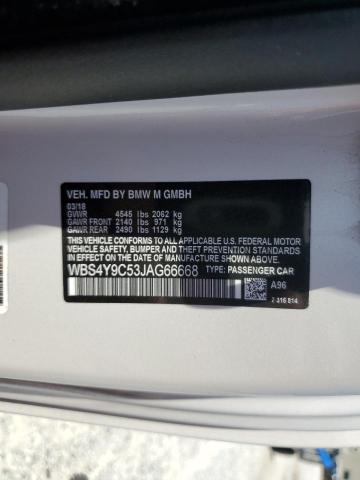 VEH. MFD BY BMW M GMBH
03/18
GVWR 4545 lbs 2062 kg
GAWR FRONT 2140 lbs 971 kg
GAWR REAR 2490 lbs 1129 kg
THIS VEHICLE CONFORMS TO ALL APPLICABLE U.S. FEDERAL MOTOR
VEHICLE SAFETY, BUMPER AND THEFT PREVENTION STANDARDS IN
EFFECT ON THE DATE OF MANUFACTURE SHOWN ABOVE.
WBS4Y9C53JAG66668 TYPE: PASSENGER CAR
A96
7 316 814